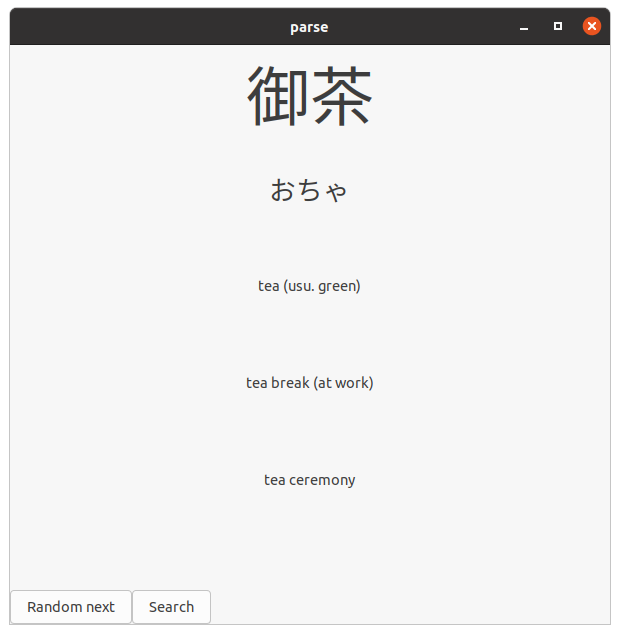 parse
御茶
おちゃ
tea (usu. green)
tea break (at work)
tea ceremony
Random next Search